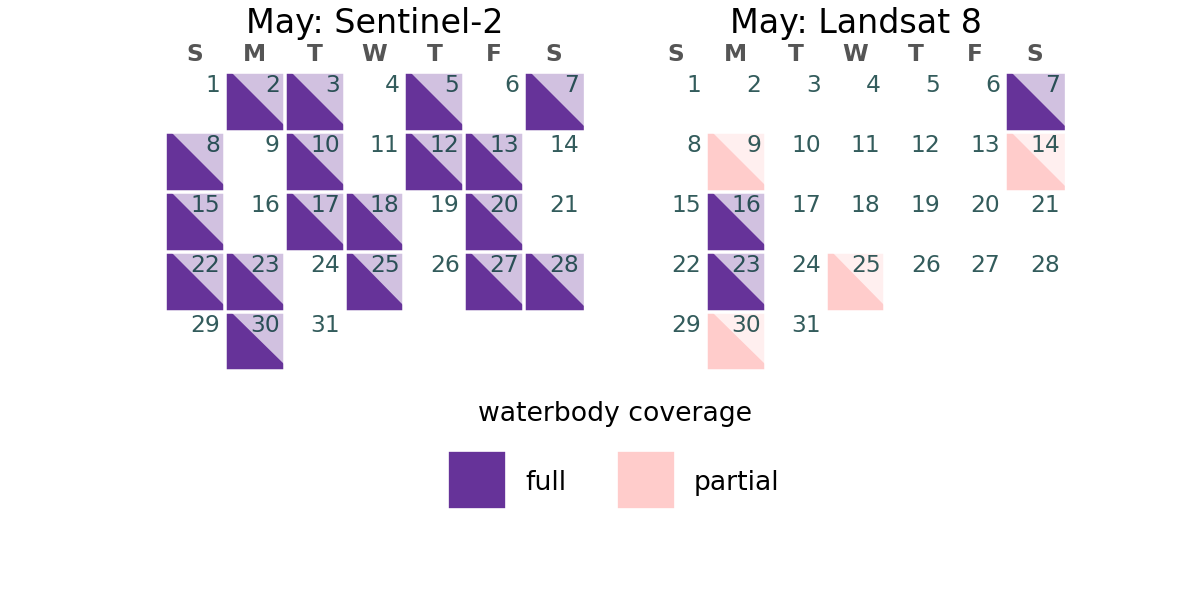 May: Sentinel-2
S M T W T F S
1 2 3 4 5 6 7
8 9 10 11 12 13 14
15 16 17 18 19 20 21
22 23 24 25 26 27 28
29 30 31
May: Landsat 8
S M T W T F S
1 2 3 4 5 6 7
8 9 10 11 12 13 14
15 16 17 18 19 20 21
22 23 24 25 26 27 28
29 30 31
waterbody coverage
full
partial